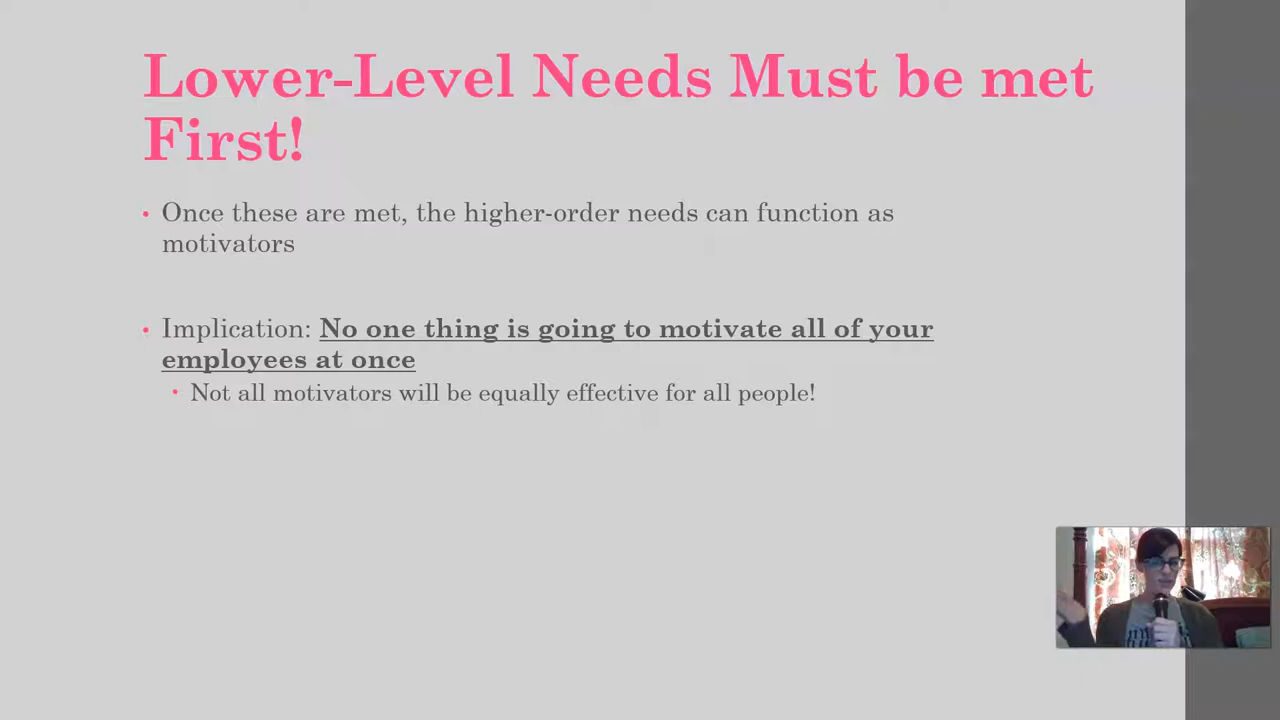 Lower-Level Needs Must be met
First!
• Once these are met, the higher-order needs can function as
motivators
• Implication: No one thing is going to motivate all of your
employees at once
▪ Not all motivators will be equally effective for all people!